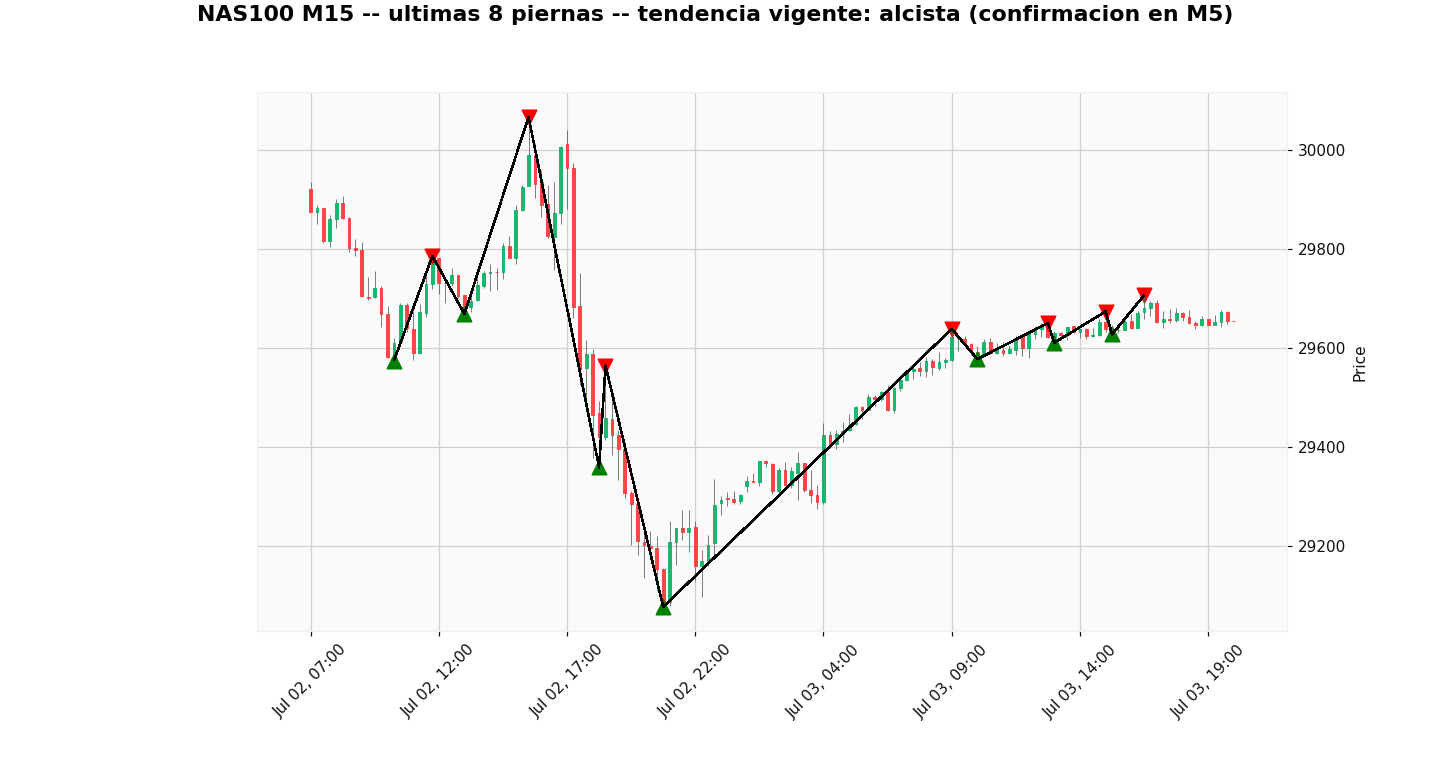 NAS100 M15 -- ultimas 8 piernas -- tendencia vigente: alcista (confirmacion en M5)
30000
29800
29600
29400
29200
Price
Jul 02, 07:00
Jul 02, 12:00
Jul 02, 17:00
Jul 02, 22:00
Jul 03, 04:00
Jul 03, 09:00
Jul 03, 14:00
Jul 03, 19:00